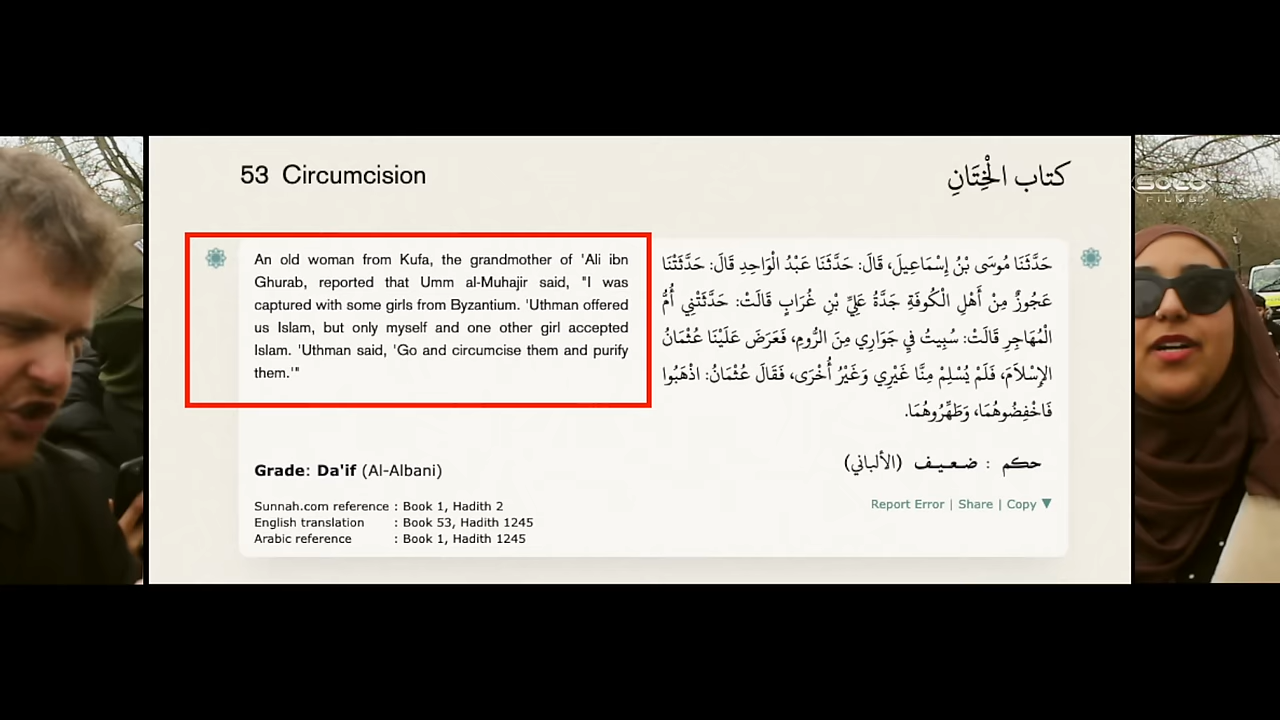 53 Circumcision
كتاب الْخِتَانِ
An old woman from Kufa, the grandmother of 'Ali ibn
Ghurab, reported that Umm al-Muhajir said, "I was
captured with some girls from Byzantium. 'Uthman offered
us Islam, but only myself and one other girl accepted
Islam. 'Uthman said, 'Go and circumcise them and purify
them.'"
حَدَّثَنَا مُوسَى بْنُ إِسْمَاعِيلَ، قَالَ: حَدَّثَنَا عَبْدُ الْوَاحِدِ قَالَ: حَدَّثَتْنَا
عَجُوزٌ مِنْ أَهْلِ الْكُوفَةِ جَدَّةُ عَلِيِّ بْنِ غُرَابٍ قَالَتْ: حَدَّثَتْنِي أُمُّ
الْمُهَاجِرِ قَالَتْ: سُبِيتُ فِي جَوَارِي مِنَ الرُّومِ، فَعَرَضَ عَلَيْنَا عُثْمَانُ
الإِسْلاَمَ، فَلَمْ يُسْلِمْ مِنَّا غَيْرِي وَغَيْرُ أُخْرَى، فَقَالَ عُثْمَانُ: اذْهَبُوا
فَاخْفِضُوهُمَا، وَطَهِّرُوهُمَا.
Grade: Da'if (Al-Albani)
حكم : ضعيف (الألباني)
Sunnah.com reference : Book 1, Hadith 2
English translation : Book 53, Hadith 1245
Arabic reference : Book 1, Hadith 1245
Report Error | Share | Copy ▼
SOCO
FILMS